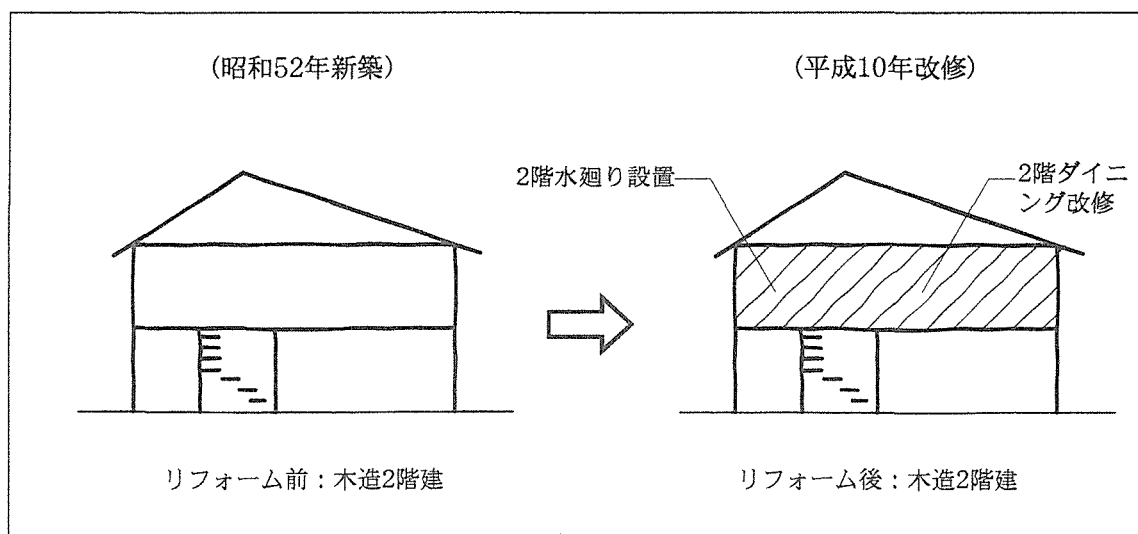 (昭和52年新築)
(平成10年改修)
2階水廻り設置
2階ダイニ
ング改修
リフォーム前：木造2階建
リフォーム後：木造2階建